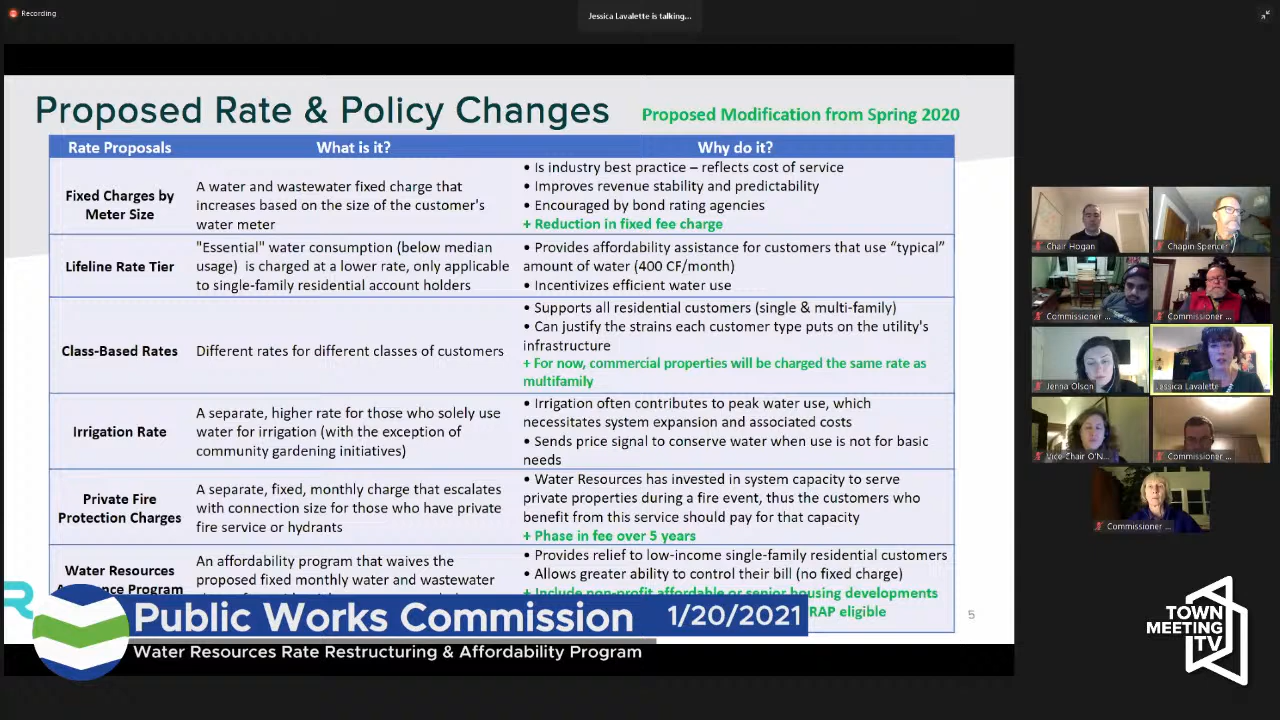 Recording
Jessica Lavalette is talking...
Proposed Rate & Policy Changes
Proposed Modification from Spring 2020
Rate Proposals
What is it?
Why do it?
Fixed Charges by
Meter Size
A water and wastewater fixed charge that
increases based on the size of the customer's
water meter
• Is industry best practice – reflects cost of service
• Improves revenue stability and predictability
• Encouraged by bond rating agencies
+ Reduction in fixed fee charge
Lifeline Rate Tier
"Essential" water consumption (below median
usage) is charged at a lower rate, only applicable
to single-family residential account holders
• Provides affordability assistance for customers that use “typical”
amount of water (400 CF/month)
• Incentivizes efficient water use
Class-Based Rates
Different rates for different classes of customers
• Supports all residential customers (single & multi-family)
• Can justify the strains each customer type puts on the utility's
infrastructure
+ For now, commercial properties will be charged the same rate as
multifamily
Irrigation Rate
A separate, higher rate for those who solely use
water for irrigation (with the exception of
community gardening initiatives)
• Irrigation often contributes to peak water use, which
necessitates system expansion and associated costs
• Sends price signal to conserve water when use is not for basic
needs
Private Fire
Protection Charges
A separate, fixed, monthly charge that escalates
with connection size for those who have private
fire service or hydrants
• Water Resources has invested in system capacity to serve
private properties during a fire event, thus the customers who
benefit from this service should pay for that capacity
+ Phase in fee over 5 years
Water Resources
Program
An affordability program that waives the
proposed fixed monthly water and wastewater
• Provides relief to low-income single-family residential customers
• Allows greater ability to control their bill (no fixed charge)
+ Include non-profit affordable or senior housing developments
RAP eligible
5
Public Works Commission
1/20/2021
Water Resources Rate Restructuring & Affordability Program
Chair Hogan
Chapin Spencer
Commissioner ...
Commissioner ...
Jenna Olson
Jessica Lavalette
Vice Chair O'N...
Commissioner ...
Commissioner ...
TOWN
MEETING
TV